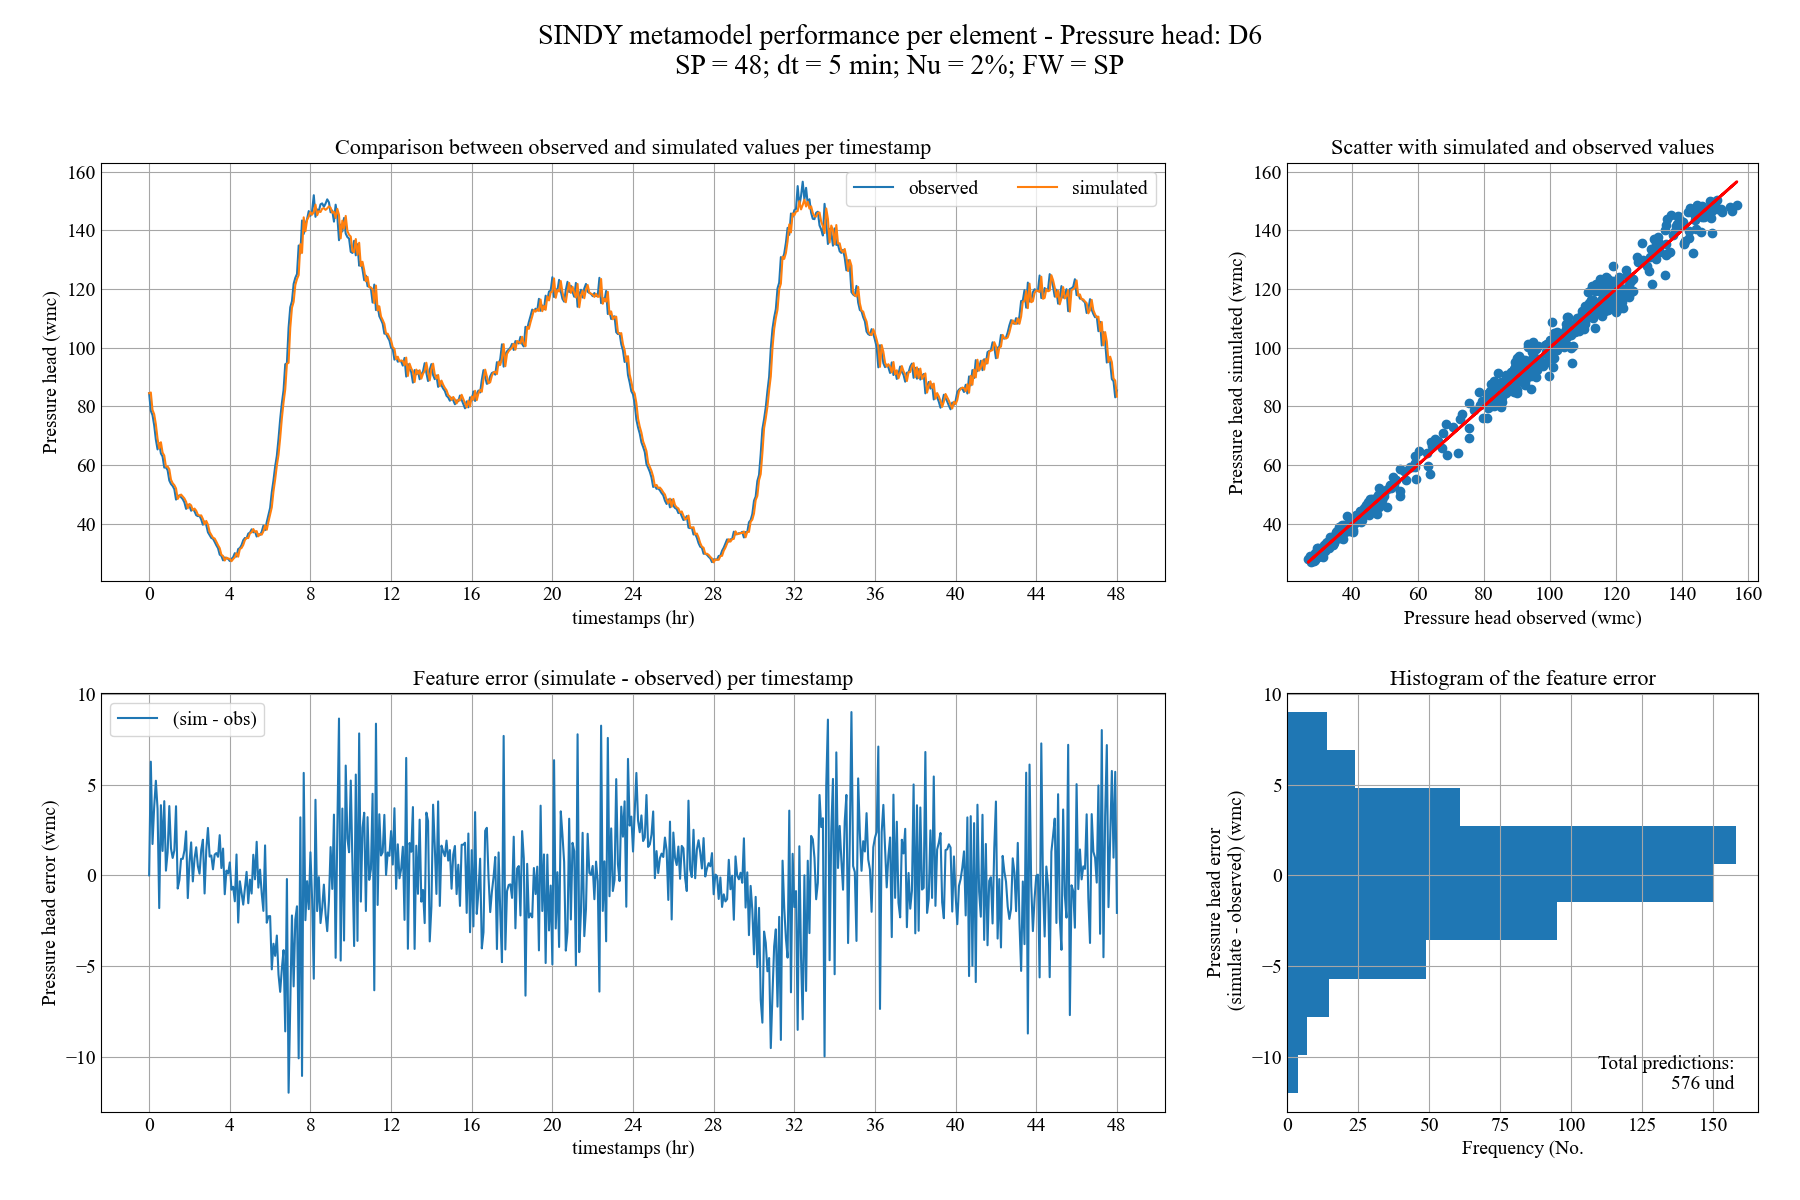 SINDY metamodel performance per element - Pressure head: D6
SP = 48; dt = 5 min; Nu = 2%; FW = SP
Comparison between observed and simulated values per timestamp
observed
simulated
160
140
120
100
80
60
40
Pressure head (wmc)
0 4 8 12 16 20 24 28 32 36 40 44 48
timestamps (hr)
Scatter with simulated and observed values
160
140
120
100
80
60
40
Pressure head simulated (wmc)
40 60 80 100 120 140 160
Pressure head observed (wmc)
Feature error (simulate - observed) per timestamp
(sim - obs)
10
5
0
−5
−10
Pressure head error (wmc)
0 4 8 12 16 20 24 28 32 36 40 44 48
timestamps (hr)
Histogram of the feature error
10
5
0
−5
−10
Pressure head error
(simulate - observed) (wmc)
Total predictions:
576 und
0 25 50 75 100 125 150
Frequency (No.